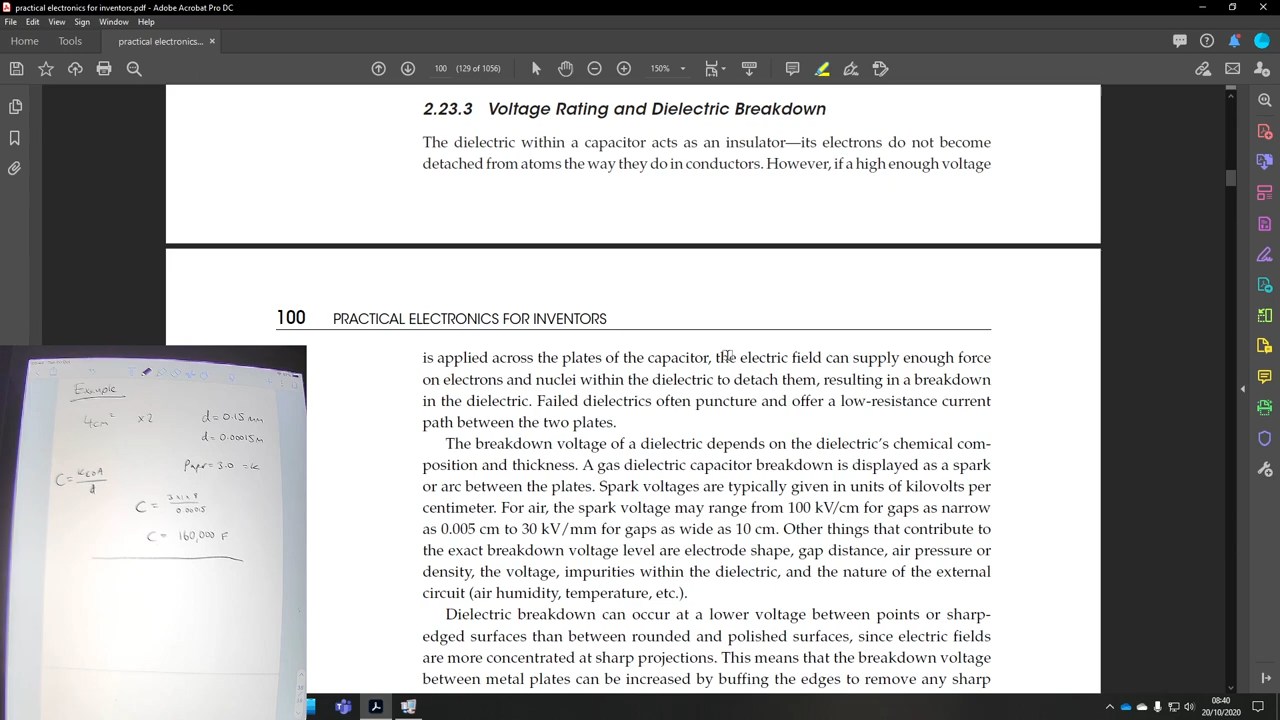 practical electronics for inventors.pdf - Adobe Acrobat Pro DC
File Edit View Sign Window Help
Home Tools practical electronics... ×
100 (129 of 1056) 150%
2.23.3 Voltage Rating and Dielectric Breakdown
The dielectric within a capacitor acts as an insulator—its electrons do not become
detached from atoms the way they do in conductors. However, if a high enough voltage
100 PRACTICAL ELECTRONICS FOR INVENTORS
is applied across the plates of the capacitor, the electric field can supply enough force
on electrons and nuclei within the dielectric to detach them, resulting in a breakdown
in the dielectric. Failed dielectrics often puncture and offer a low-resistance current
path between the two plates.
The breakdown voltage of a dielectric depends on the dielectric's chemical com-
position and thickness. A gas dielectric capacitor breakdown is displayed as a spark
or arc between the plates. Spark voltages are typically given in units of kilovolts per
centimeter. For air, the spark voltage may range from 100 kV/cm for gaps as narrow
as 0.005 cm to 30 kV/mm for gaps as wide as 10 cm. Other things that contribute to
the exact breakdown voltage level are electrode shape, gap distance, air pressure or
density, the voltage, impurities within the dielectric, and the nature of the external
circuit (air humidity, temperature, etc.).
Dielectric breakdown can occur at a lower voltage between points or sharp-
edged surfaces than between rounded and polished surfaces, since electric fields
are more concentrated at sharp projections. This means that the breakdown voltage
between metal plates can be increased by buffing the edges to remove any sharp
Example
4cm² x2 d=0.15mm
d=0.00015m
Paper=3.0 =k
C=
d
C =
0.00015
C = 160,000 F
08:40
20/10/2020